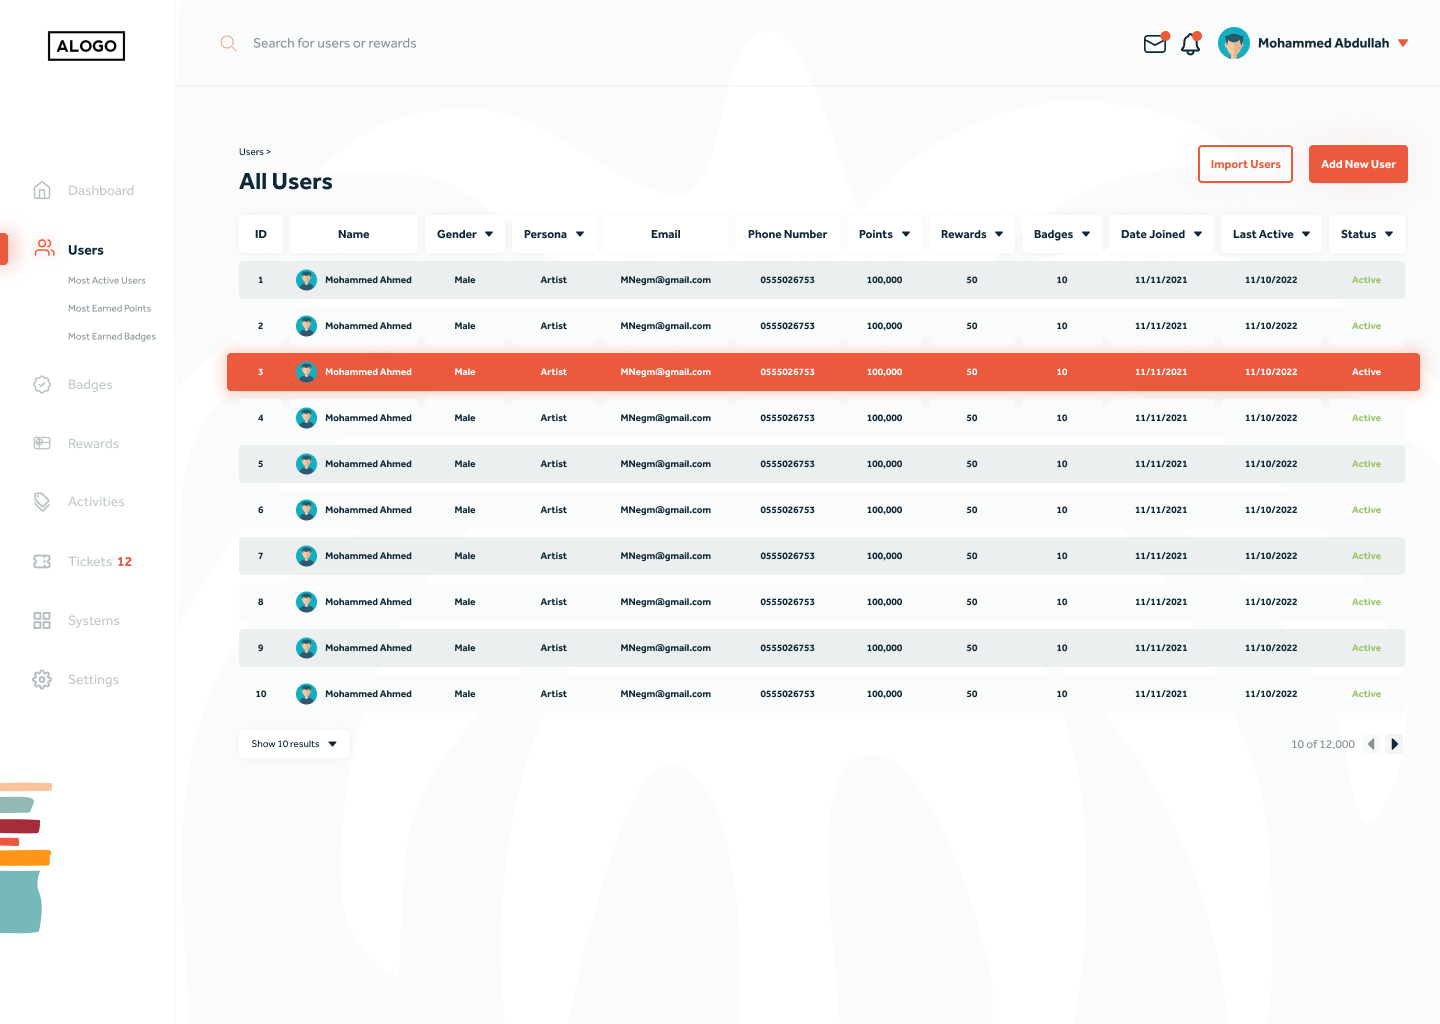 ALOGO
Search for users or rewards
Mohammed Abdullah
Dashboard
Users
Most Active Users
Most Earned Points
Most Earned Badges
Badges
Rewards
Activities
Tickets 12
Systems
Settings
Users >
All Users
Import Users
Add New User
ID Name Gender Persona Email Phone Number Points Rewards Badges Date Joined Last Active Status
1 Mohammed Ahmed Male Artist MNegm@gmail.com 0555026753 100,000 50 10 11/11/2021 11/10/2022 Active
2 Mohammed Ahmed Male Artist MNegm@gmail.com 0555026753 100,000 50 10 11/11/2021 11/10/2022 Active
3 Mohammed Ahmed Male Artist MNegm@gmail.com 0555026753 100,000 50 10 11/11/2021 11/10/2022 Active
4 Mohammed Ahmed Male Artist MNegm@gmail.com 0555026753 100,000 50 10 11/11/2021 11/10/2022 Active
5 Mohammed Ahmed Male Artist MNegm@gmail.com 0555026753 100,000 50 10 11/11/2021 11/10/2022 Active
6 Mohammed Ahmed Male Artist MNegm@gmail.com 0555026753 100,000 50 10 11/11/2021 11/10/2022 Active
7 Mohammed Ahmed Male Artist MNegm@gmail.com 0555026753 100,000 50 10 11/11/2021 11/10/2022 Active
8 Mohammed Ahmed Male Artist MNegm@gmail.com 0555026753 100,000 50 10 11/11/2021 11/10/2022 Active
9 Mohammed Ahmed Male Artist MNegm@gmail.com 0555026753 100,000 50 10 11/11/2021 11/10/2022 Active
10 Mohammed Ahmed Male Artist MNegm@gmail.com 0555026753 100,000 50 10 11/11/2021 11/10/2022 Active
Show 10 results
10 of 12,000